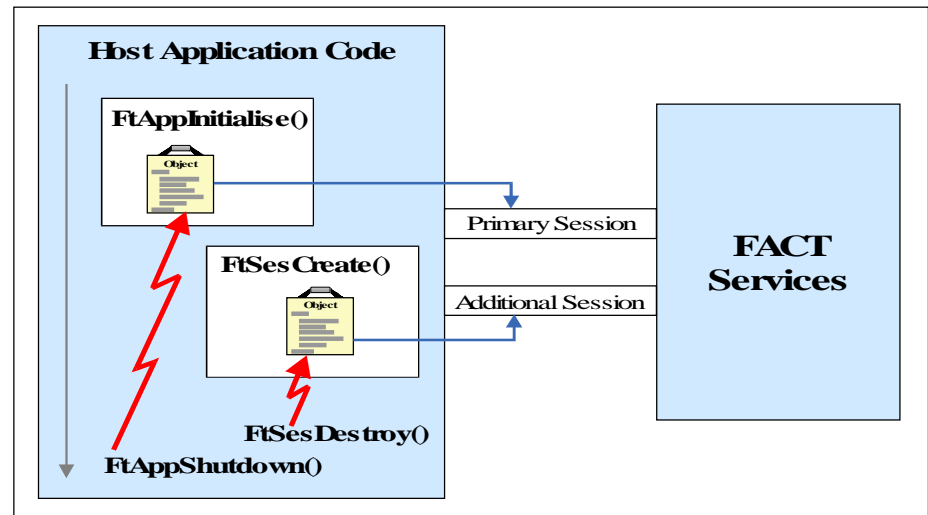 Host Application Code
FtAppInitialise()
Object
Primary Session
FtSesCreate()
Object
Additional Session
FACT
Services
FtSesDestroy()
FtAppShutdown()